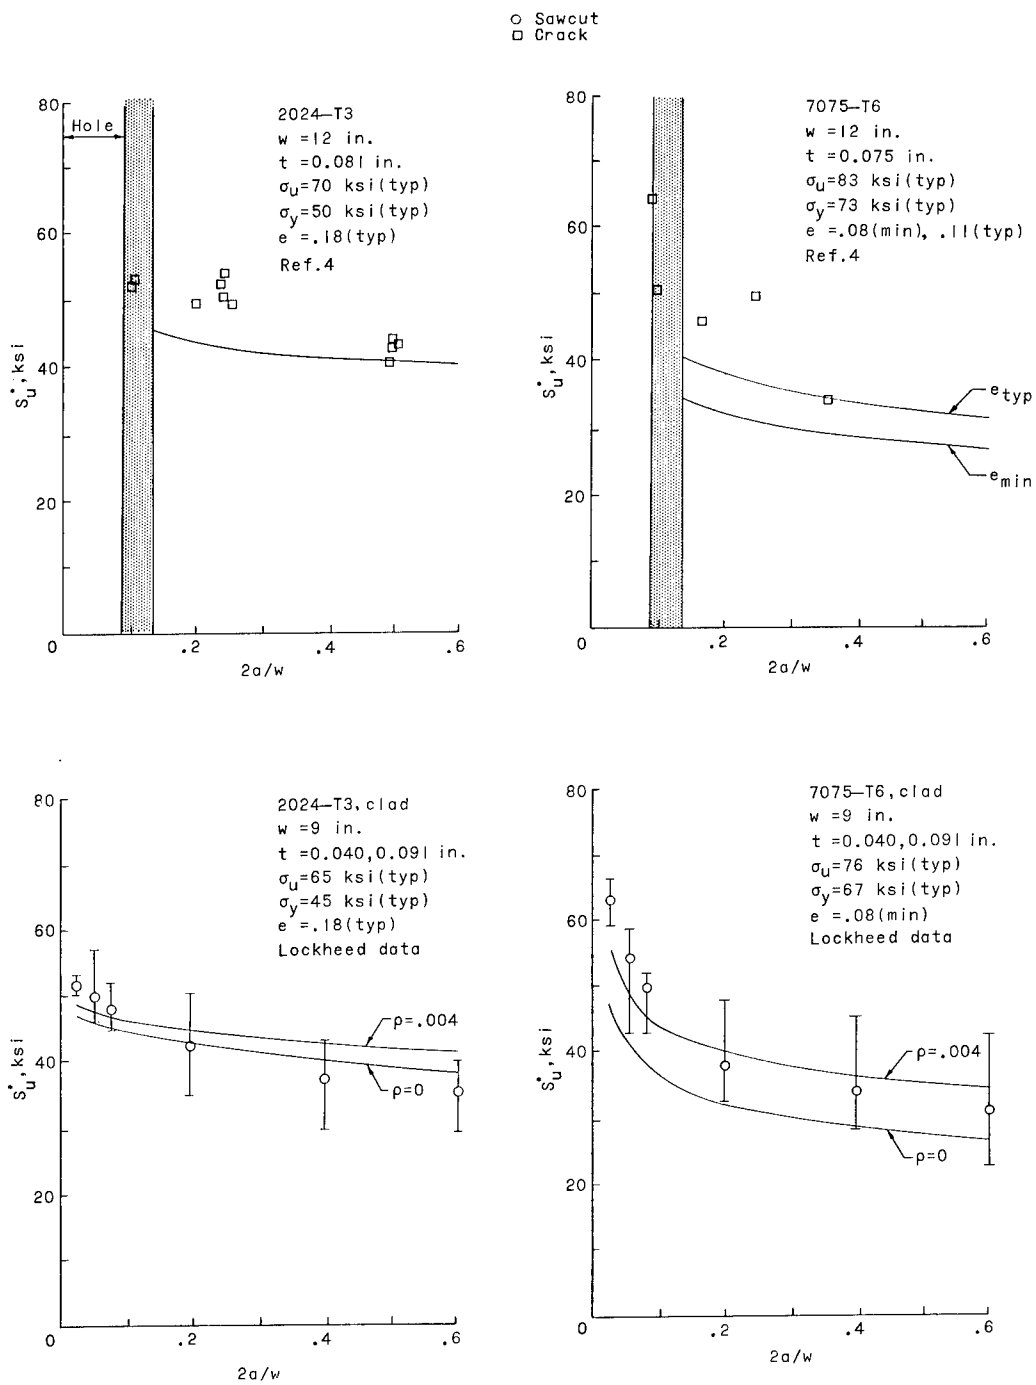 ○ Sawcut
□ Crack
80
60
40
20
0
.2
.4
.6
S*u, ksi
2a/w
Hole
2024—T3
w =12 in.
t =0.081 in.
σu=70 ksi(typ)
σy=50 ksi(typ)
e =.18(typ)
Ref.4
80
60
40
20
0
.2
.4
.6
S*u, ksi
2a/w
7075—T6
w =12 in.
t =0.075 in.
σu=83 ksi(typ)
σy=73 ksi(typ)
e =.08(min), .11(typ)
Ref.4
e typ
e min
80
60
40
20
0
.2
.4
.6
S*u, ksi
2a/w
2024—T3, clad
w =9 in.
t =0.040,0.091 in.
σu=65 ksi(typ)
σy=45 ksi(typ)
e =.18(typ)
Lockheed data
ρ=.004
ρ=0
80
60
40
20
0
.2
.4
.6
S*u, ksi
2a/w
7075—T6, clad
w =9 in.
t =0.040,0.091 in.
σu=76 ksi(typ)
σy=67 ksi(typ)
e =.08(min)
Lockheed data
ρ=.004
ρ=0